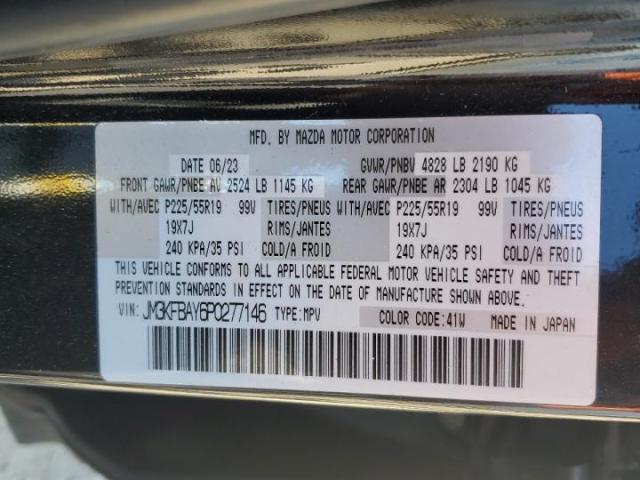 MFD. BY MAZDA MOTOR CORPORATION
DATE 06/23 GVWR/PNBV 4828 LB 2190 KG
FRONT GAWR/PNBE AV 2524 LB 1145 KG REAR GAWR/PNBE AR 2304 LB 1045 KG
WITH/AVEC P225/55R19 99V TIRES/PNEUS WITH/AVEC P225/55R19 99V TIRES/PNEUS
19X7J RIMS/JANTES 19X7J RIMS/JANTES
240 KPA/35 PSI COLD/A FROID 240 KPA/35 PSI COLD/A FROID
THIS VEHICLE CONFORMS TO ALL APPLICABLE FEDERAL MOTOR VEHICLE SAFETY AND THEFT
PREVENTION STANDARDS IN EFFECT ON THE DATE OF MANUFACTURE SHOWN ABOVE.
VIN: JM3KFBAY6P0277146 TYPE:MPV COLOR CODE:41W MADE IN JAPAN